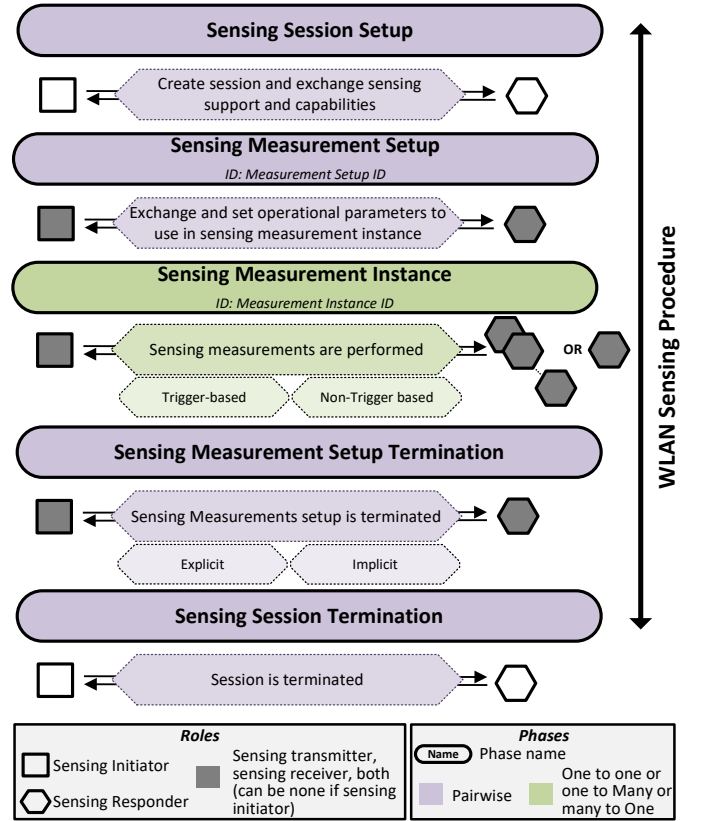 Sensing Session Setup
Create session and exchange sensing
support and capabilities
Sensing Measurement Setup
ID: Measurement Setup ID
Exchange and set operational parameters to
use in sensing measurement instance
Sensing Measurement Instance
ID: Measurement Instance ID
Sensing measurements are performed
OR
Trigger-based
Non-Trigger based
Sensing Measurement Setup Termination
Sensing Measurements setup is terminated
Explicit
Implicit
Sensing Session Termination
Session is terminated
WLAN Sensing Procedure
Roles
Sensing Initiator
Sensing Responder
Sensing transmitter,
sensing receiver, both
(can be none if sensing
initiator)
Phases
Name
Phase name
Pairwise
One to one or
one to Many or
many to One